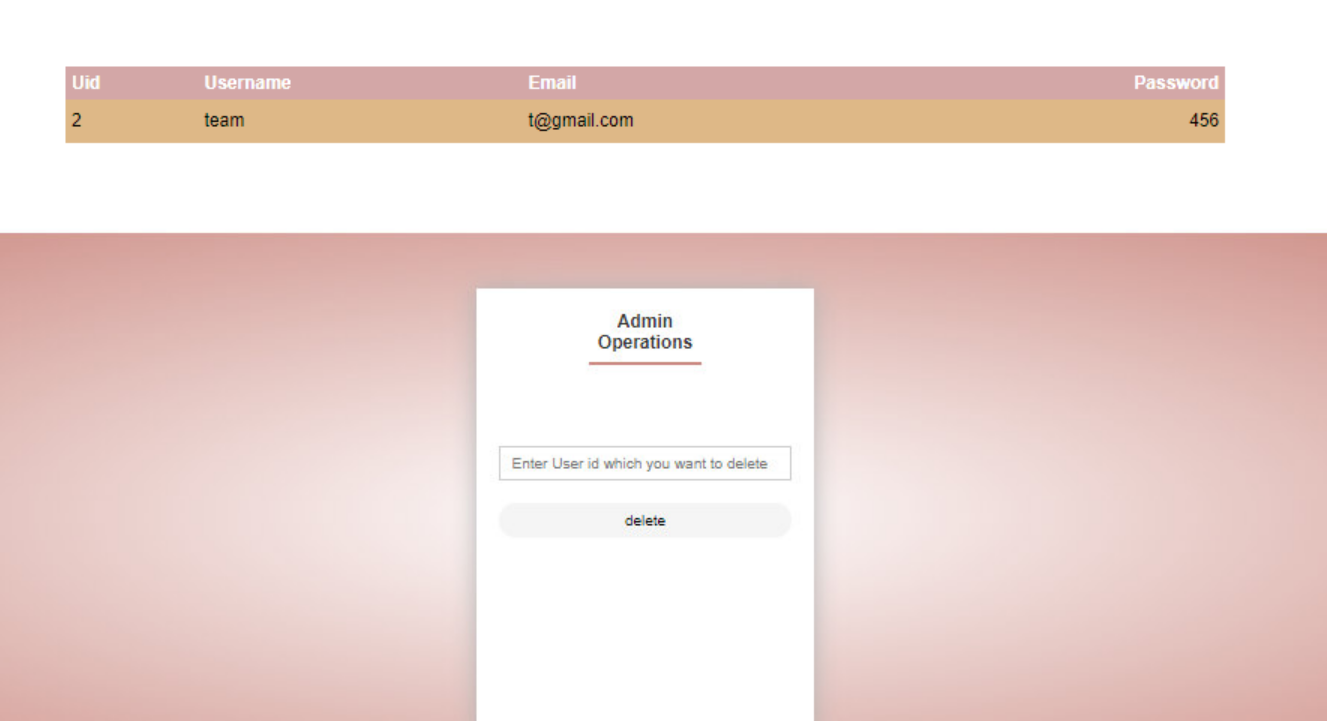 Uid Username Email Password
2 team t@gmail.com 456
Admin
Operations
Enter User id which you want to delete
delete